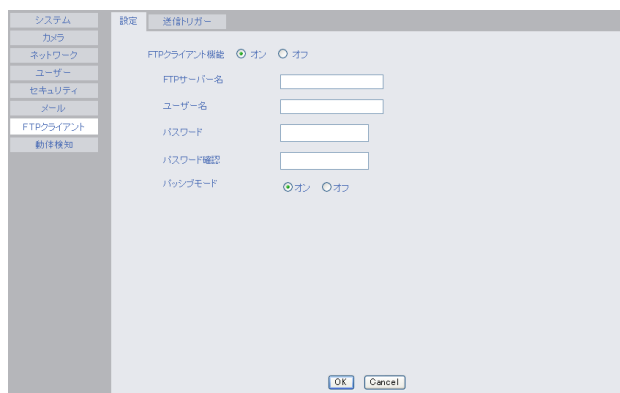 システム
カメラ
ネットワーク
ユーザー
セキュリティ
メール
FTPクライアント
動体検知
設定 送信トリガー
FTPクライアント機能 オン オフ
FTPサーバー名
ユーザー名
パスワード
パスワード確認
パッシブモード オン オフ
OK Cancel